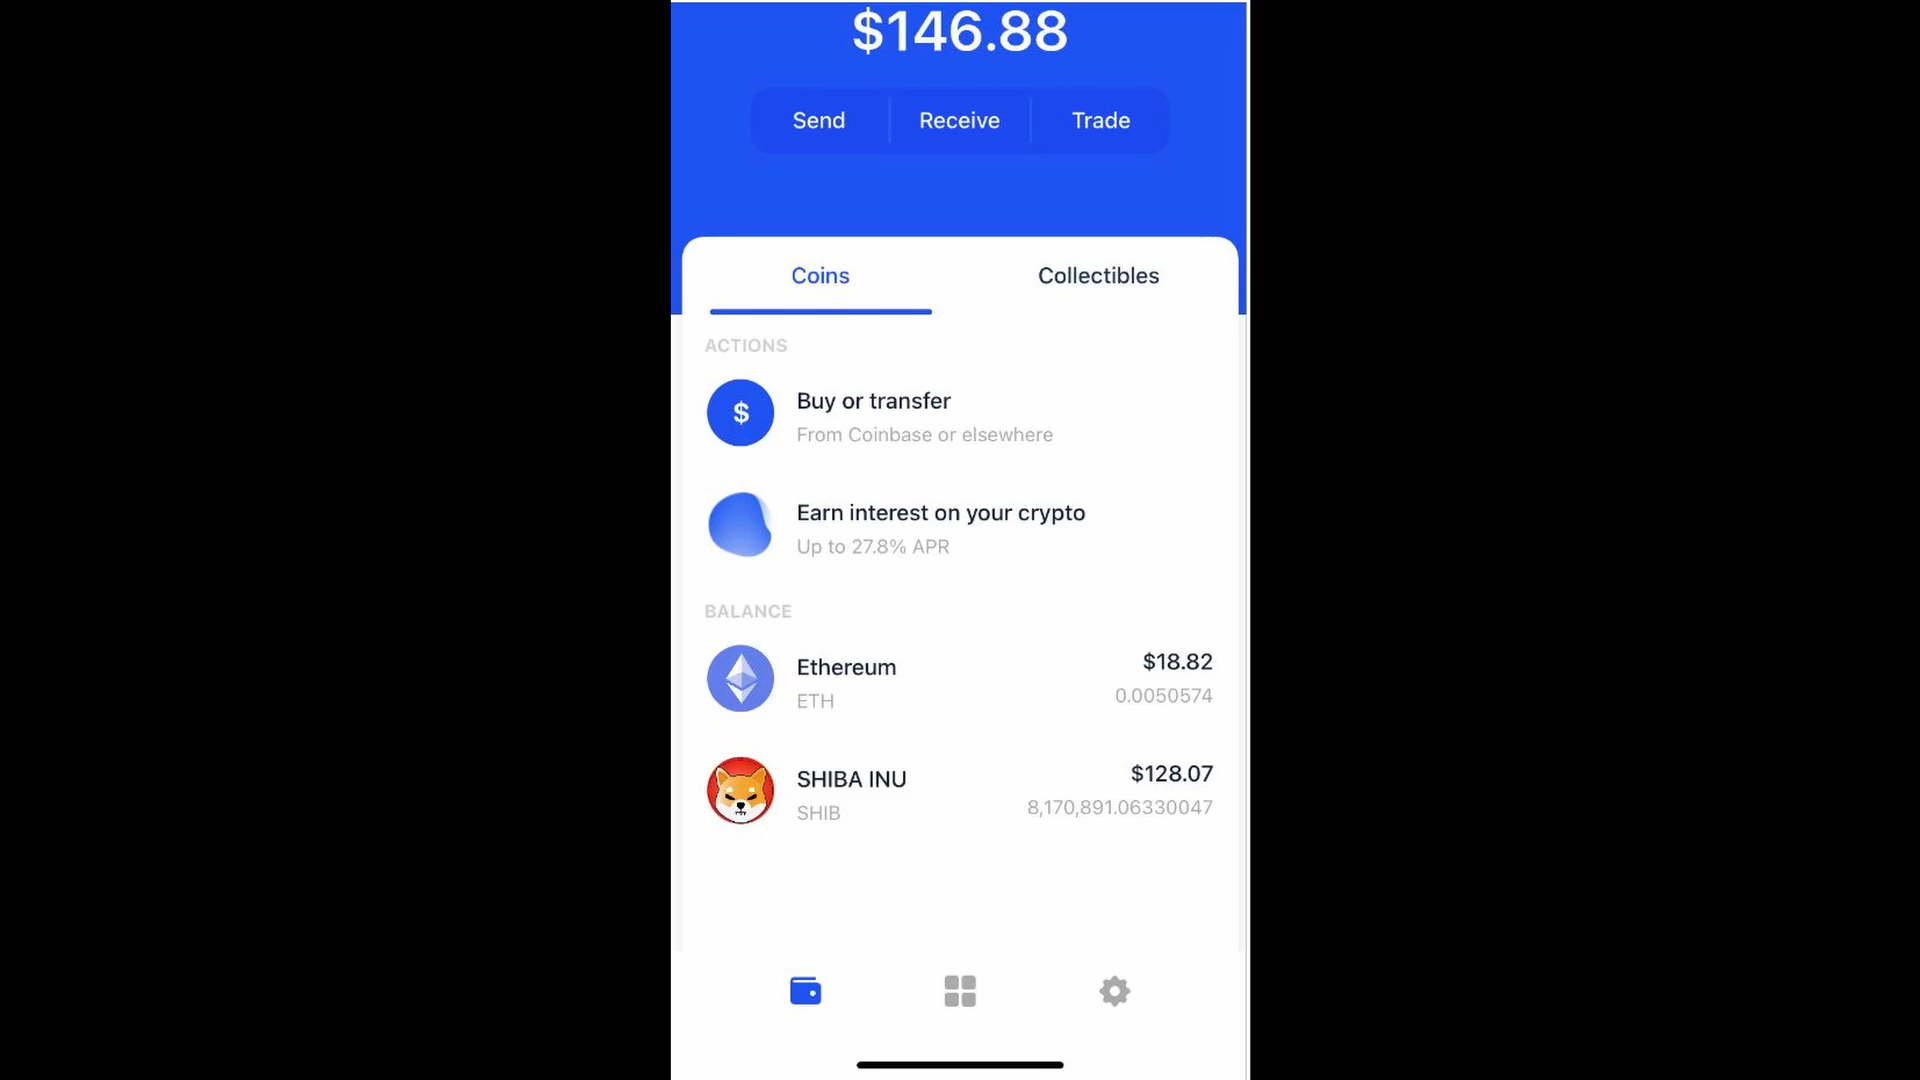 $146.88
Send Receive Trade
Coins Collectibles
ACTIONS
$
Buy or transfer
From Coinbase or elsewhere
Earn interest on your crypto
Up to 27.8% APR
BALANCE
Ethereum $18.82
ETH 0.0050574
SHIBA INU $128.07
SHIB 8,170,891.06330047